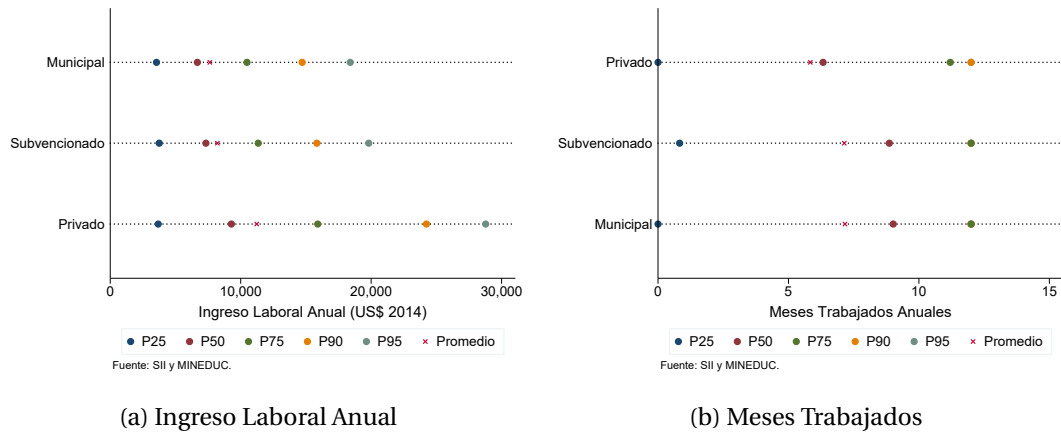 Municipal
Subvencionado
Privado
0 10,000 20,000 30,000
Ingreso Laboral Anual (US$ 2014)
P25 P50 P75 P90 P95 Promedio
Fuente: SII y MINEDUC.
(a) Ingreso Laboral Anual
Privado
Subvencionado
Municipal
0 5 10 15
Meses Trabajados Anuales
P25 P50 P75 P90 P95 Promedio
Fuente: SII y MINEDUC.
(b) Meses Trabajados